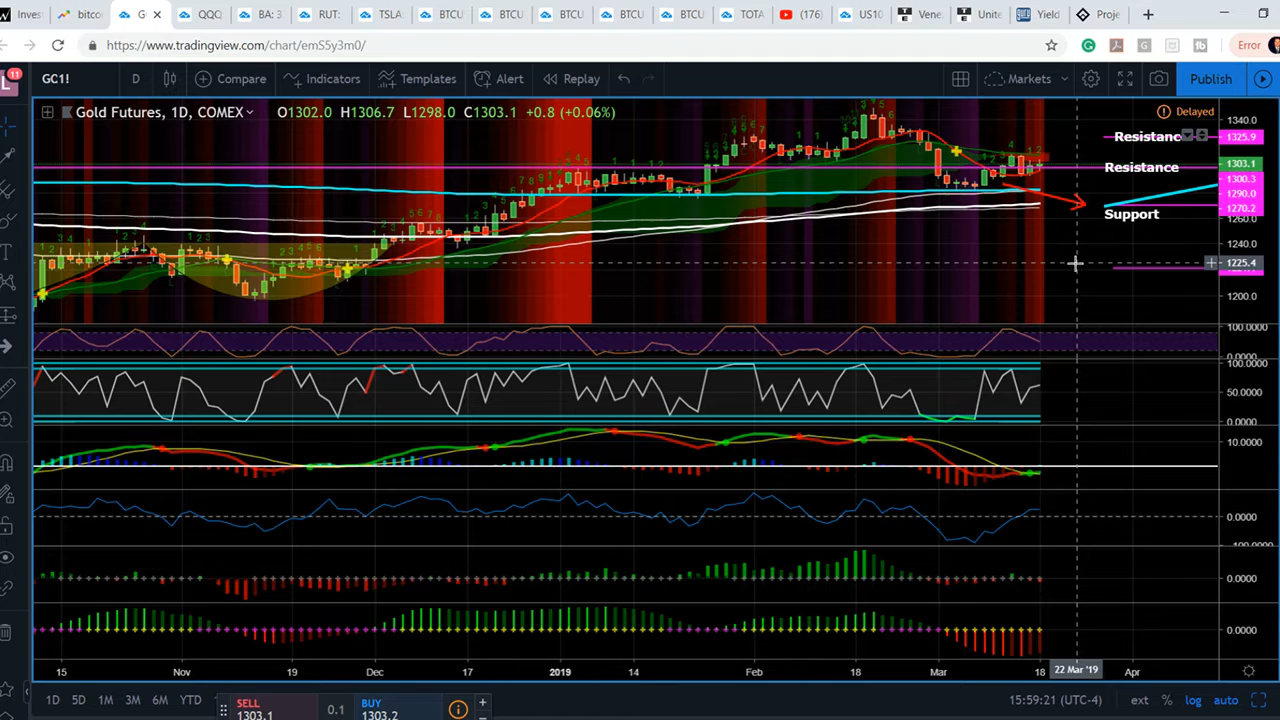 Invest
bitco
G
QQQ
BA: 3
RUT:
TSLA
BTCU
BTCU
BTCU
BTCU
BTCU
TOTA
(176)
US10
Vene
Unite
Yield
Proje
https://www.tradingview.com/chart/emS5y3m0/
Error
11
GC1!
D
Compare
Indicators
Templates
Alert
Replay
Markets
Publish
Gold Futures, 1D, COMEX
O1302.0 H1306.7 L1298.0 C1303.1 +0.8 (+0.06%)
Delayed
1340.0
Resistance
1325.9
Resistance
1303.1
1300.3
1290.0
1270.2
Support
1260.0
1240.0
1225.4
1200.0
100.0000
0.0000
100.0000
50.0000
0.0000
10.0000
0.0000
-100.0000
0.0000
0.0000
15
Nov
19
Dec
17
2019
14
Feb
18
Mar
18
22 Mar '19
Apr
1D 5D 1M 3M 6M YTD
SELL
1303.1
0.1
BUY
1303.2
15:59:21 (UTC-4)
ext % log auto